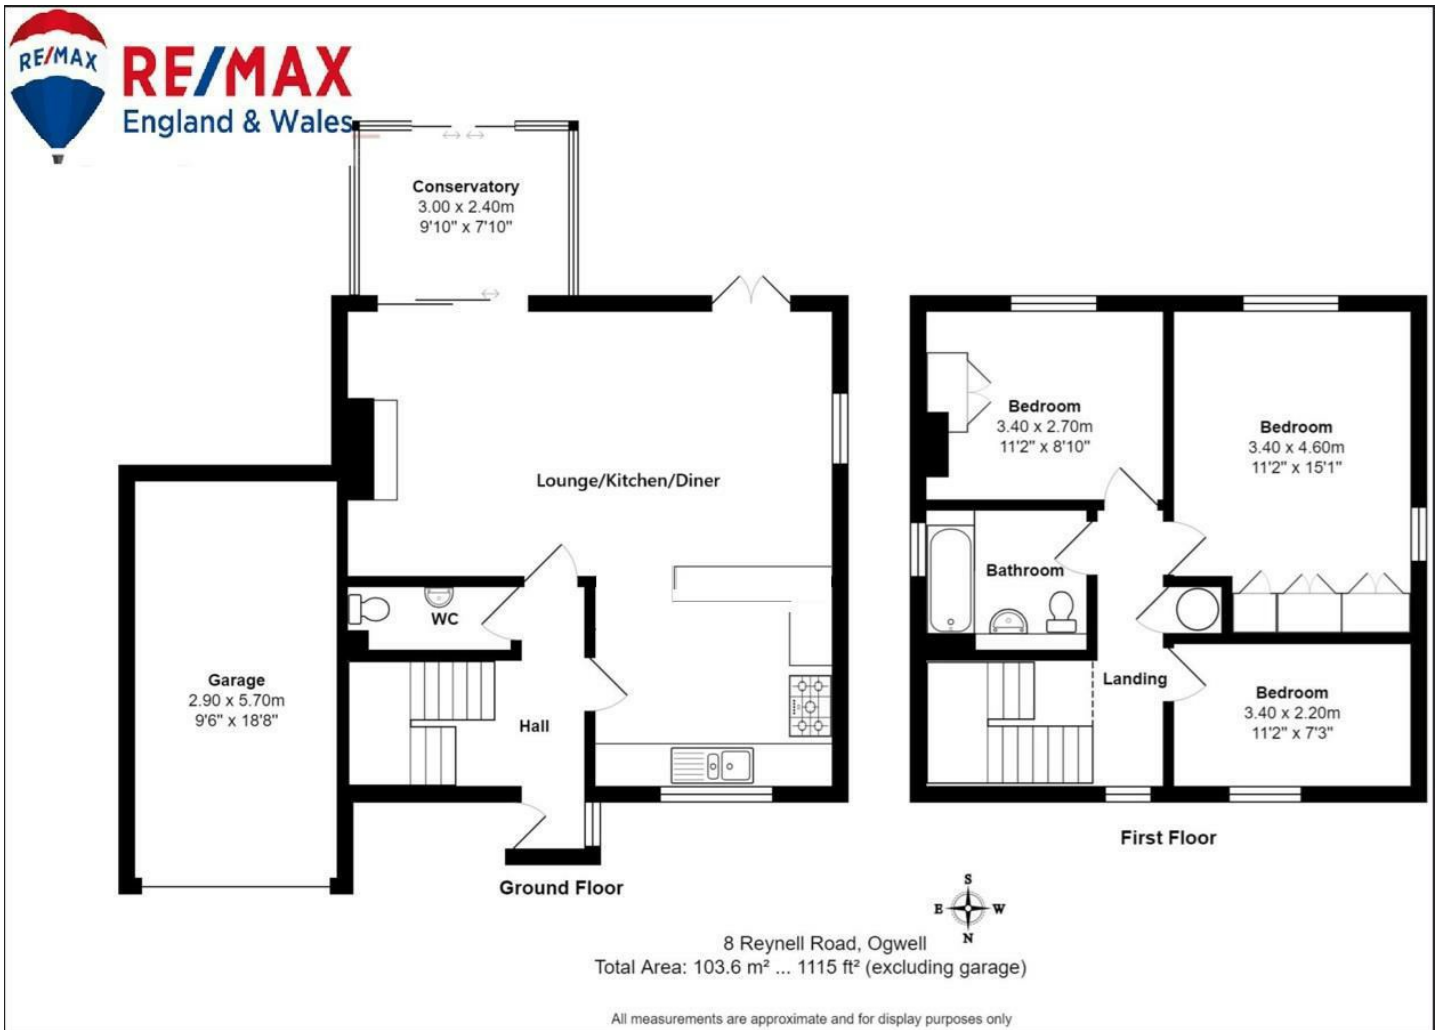 RE/MAX
RE/MAX
England & Wales
Conservatory
3.00 x 2.40m
9'10" x 7'10"
Lounge/Kitchen/Diner
WC
Hall
Garage
2.90 x 5.70m
9'6" x 18'8"
Ground Floor
Bedroom
3.40 x 2.70m
11'2" x 8'10"
Bedroom
3.40 x 4.60m
11'2" x 15'1"
Bathroom
Landing
Bedroom
3.40 x 2.20m
11'2" x 7'3"
First Floor
S
E W
N
8 Reynell Road, Ogwell
Total Area: 103.6 m² ... 1115 ft² (excluding garage)
All measurements are approximate and for display purposes only